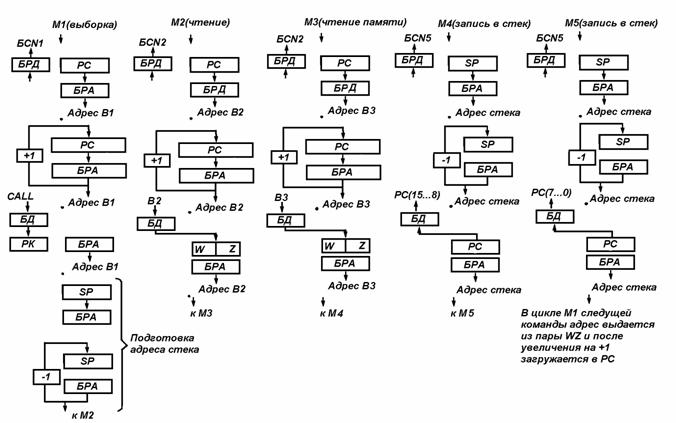 М1(выборка)
БСN1
БРД
РС
БРА
Адрес В1
+1
РС
БРА
Адрес В1
CALL
БД
РК
БРА
Адрес В1
SP
БРА
Подготовка
адреса стека
SP
-1
БРА
к М2
М2(чтение)
БСN2
БРД
РС
БРД
Адрес В2
+1
РС
БРА
Адрес В2
В2
БД
W Z
БРА
Адрес В2
к М3
М3(чтение памяти)
БСN2
БРД
РС
БРД
Адрес В3
+1
РС
БРА
Адрес В3
В3
БД
W Z
БРА
Адрес В3
к М4
М4(запись в стек)
БСN5
БРД
SP
БРА
Адрес стека
SP
-1
БРА
Адрес стека
РС(15...8)
БД
РС
БРА
Адрес стека
к М5
М5(запись в стек)
БСN5
БРД
SP
БРА
Адрес стека
SP
-1
БРА
Адрес стека
РС(7...0)
БД
РС
БРА
Адрес стека
В цикле М1 следущей
команды адрес выдается
из пары WZ и после
увеличения на +1
загружается в РС